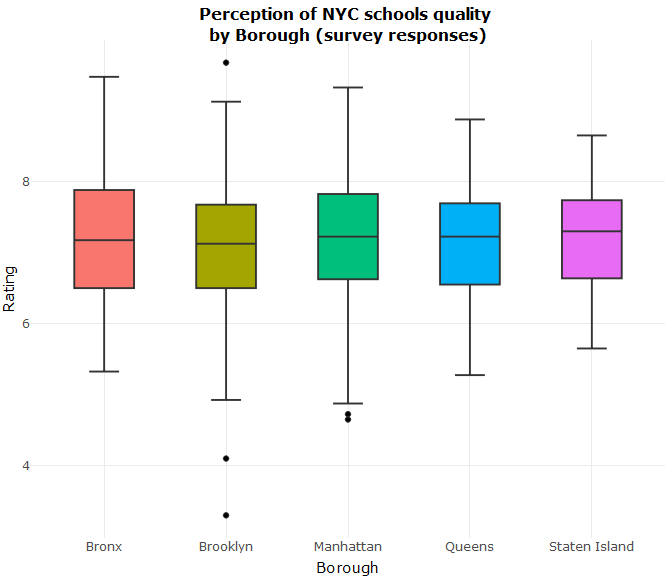 Perception of NYC schools quality
by Borough (survey responses)
8
6
4
Rating
Bronx Brooklyn Manhattan Queens Staten Island
Borough